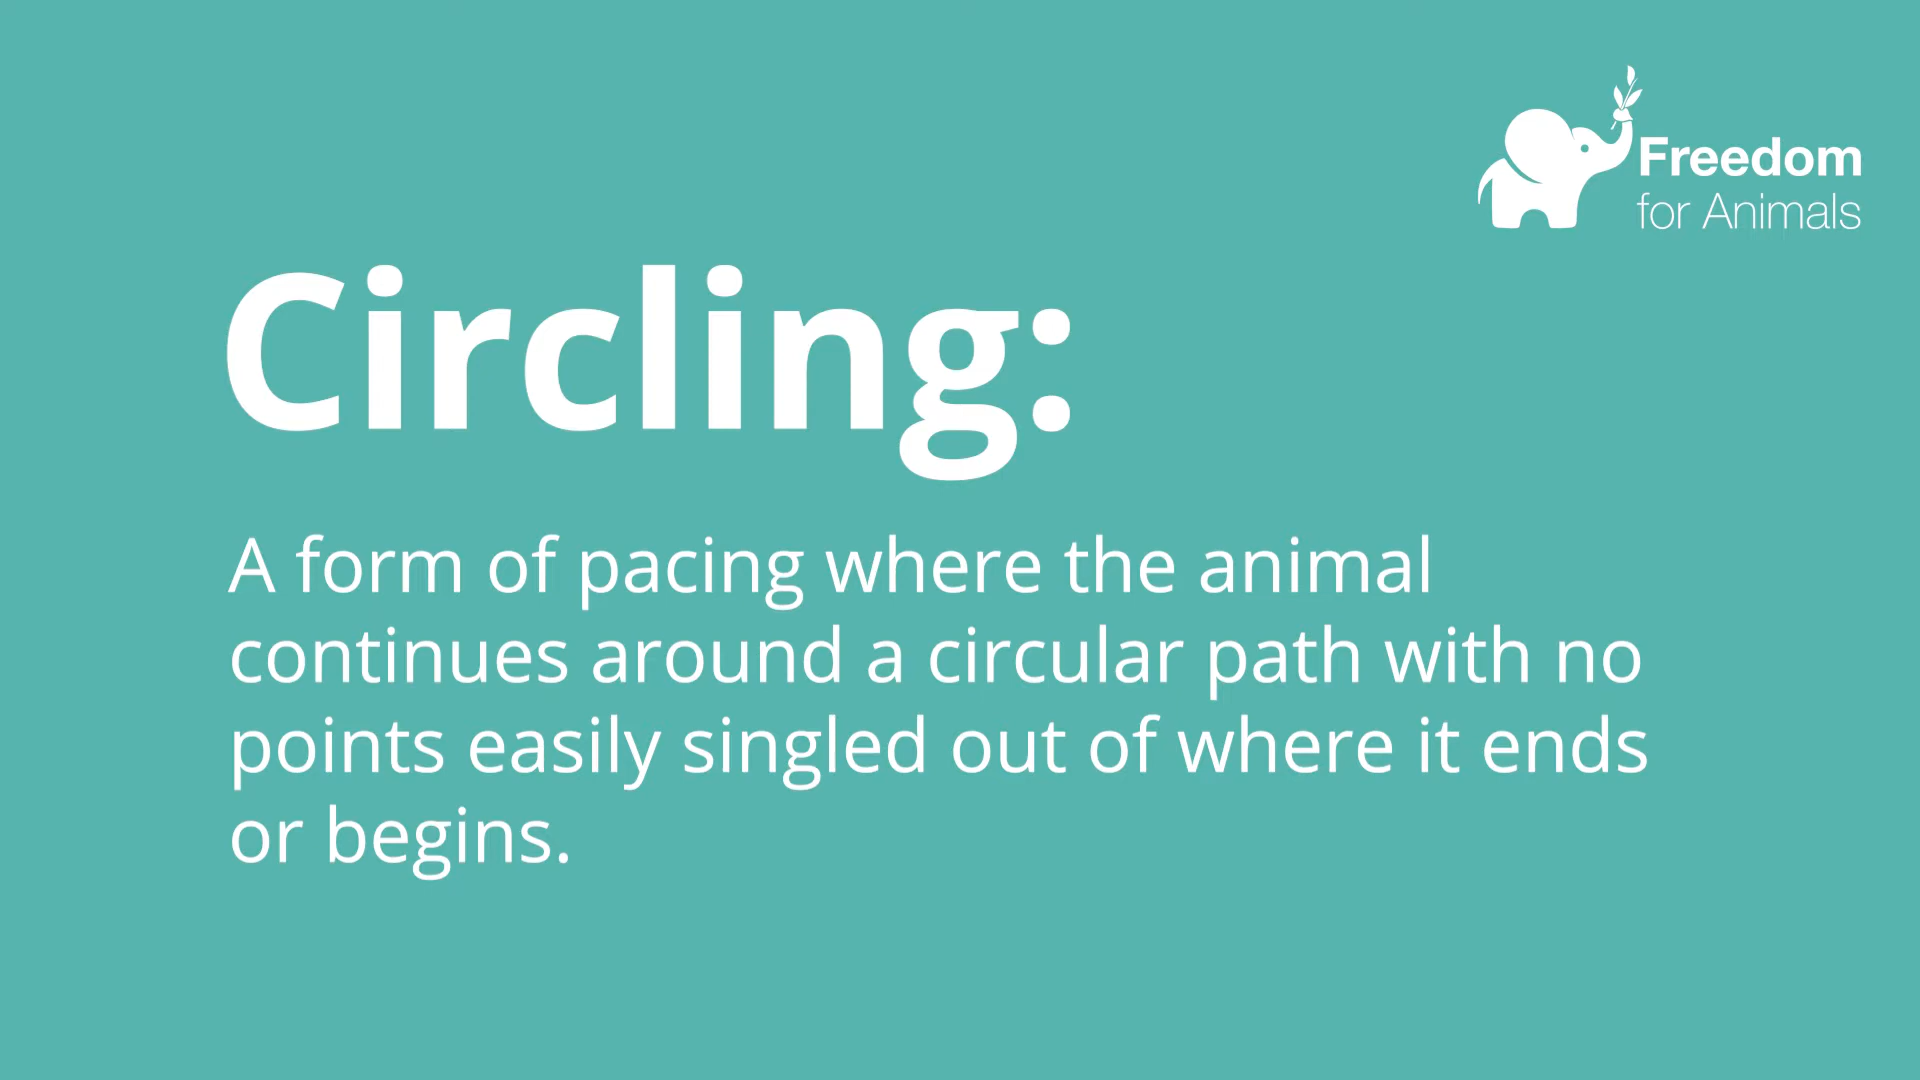 Freedom
for Animals
Circling:
A form of pacing where the animal
continues around a circular path with no
points easily singled out of where it ends
or begins.